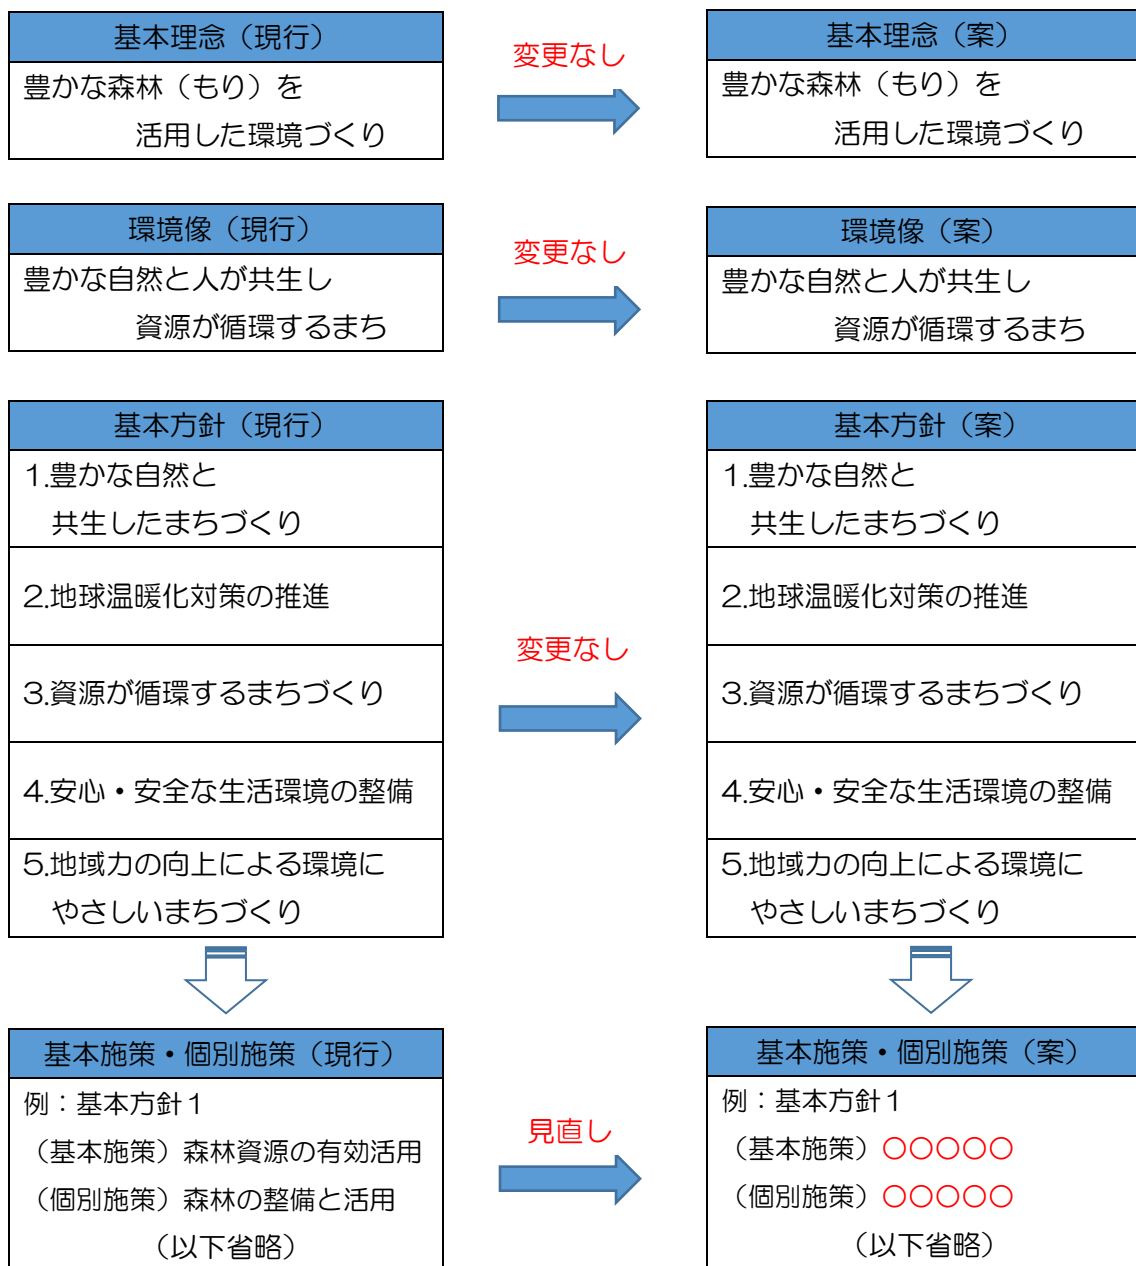 基本理念（現行）
豊かな森林（もり）を
活用した環境づくり
変更なし
基本理念（案）
豊かな森林（もり）を
活用した環境づくり
環境像（現行）
豊かな自然と人が共生し
資源が循環するまち
変更なし
環境像（案）
豊かな自然と人が共生し
資源が循環するまち
基本方針（現行）
1.豊かな自然と
共生したまちづくり
2.地球温暖化対策の推進
3.資源が循環するまちづくり
4.安心・安全な生活環境の整備
5.地域力の向上による環境に
やさしいまちづくり
変更なし
基本方針（案）
1.豊かな自然と
共生したまちづくり
2.地球温暖化対策の推進
3.資源が循環するまちづくり
4.安心・安全な生活環境の整備
5.地域力の向上による環境に
やさしいまちづくり
基本施策・個別施策（現行）
例：基本方針１
（基本施策）森林資源の有効活用
（個別施策）森林の整備と活用
（以下省略）
見直し
基本施策・個別施策（案）
例：基本方針１
（基本施策）〇〇〇〇〇
（個別施策）〇〇〇〇〇
（以下省略）